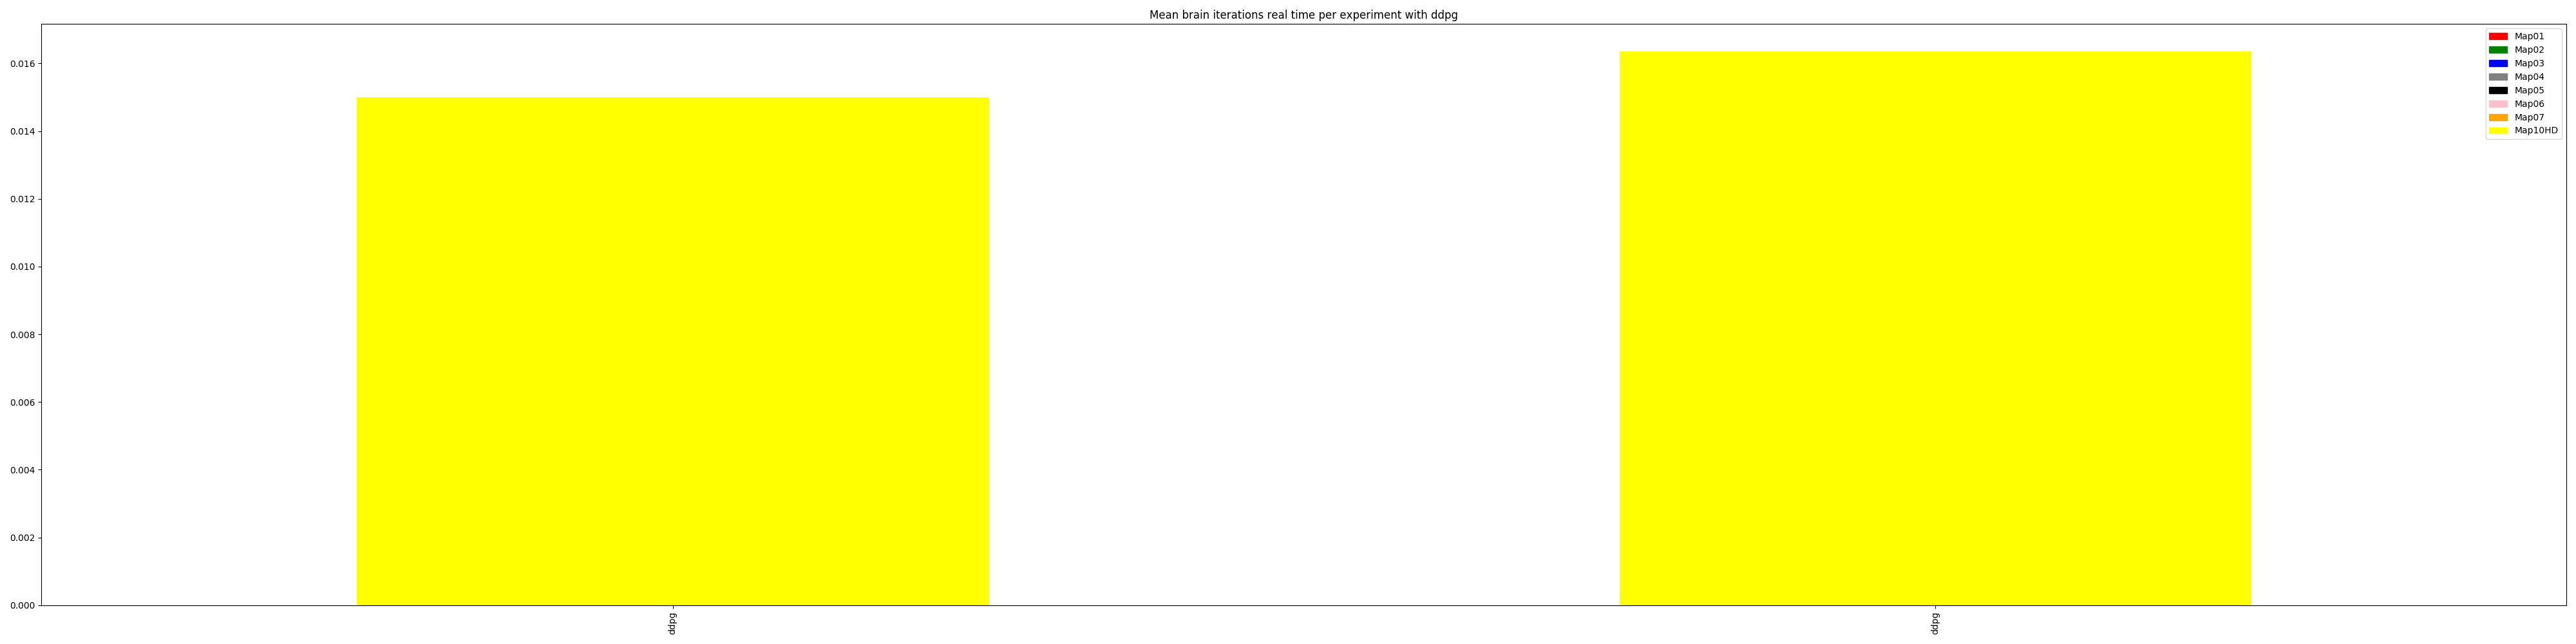 Mean brain iterations real time per experiment with ddpg
0.016
0.014
0.012
0.010
0.008
0.006
0.004
0.002
0.000
Map01
Map02
Map03
Map04
Map05
Map06
Map07
Map10HD
ddpg
ddpg